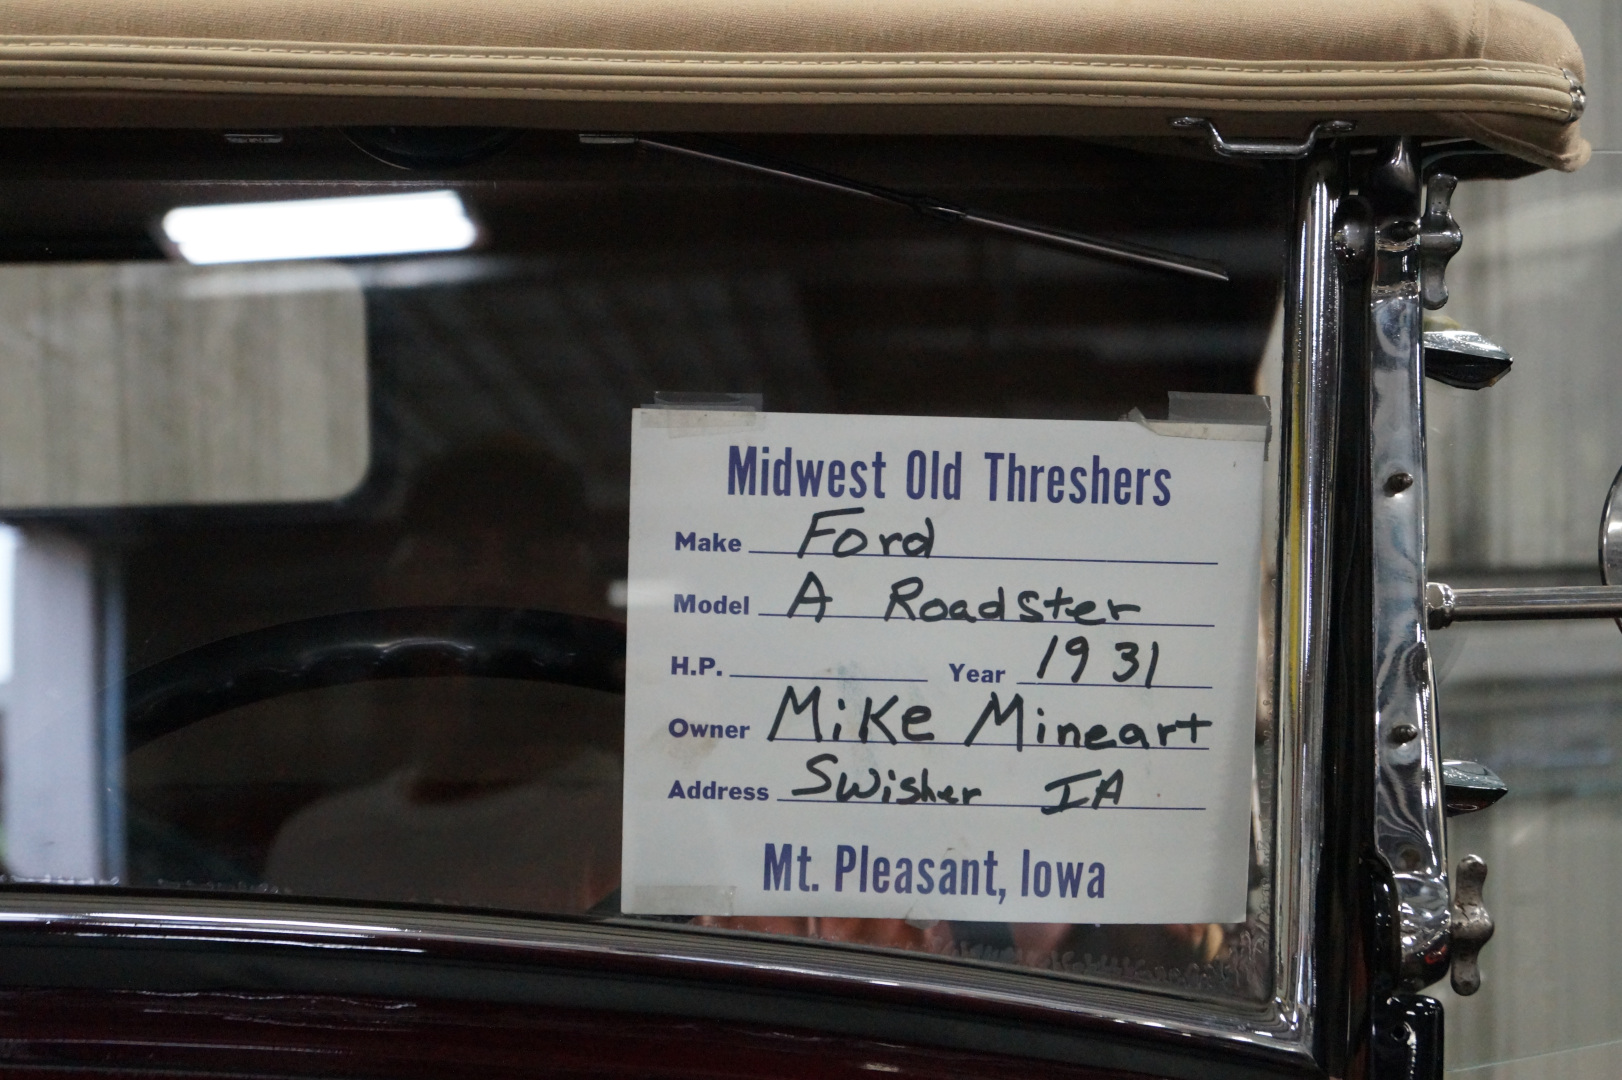 Midwest Old Threshers
Make Ford
Model A Roadster
H.P. Year 1931
Owner Mike Mineart
Address Swisher IA
Mt. Pleasant, Iowa